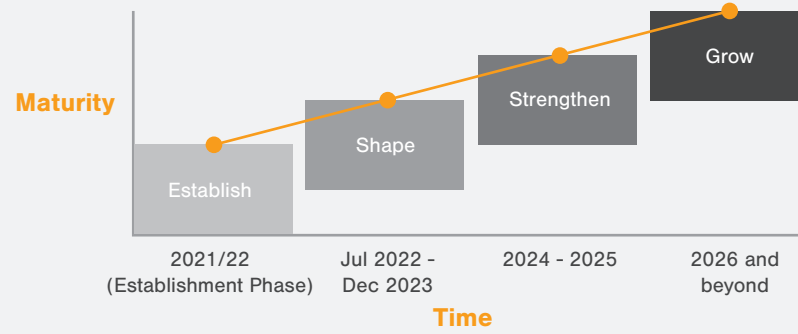 Maturity
Grow
Strengthen
Shape
Establish
2021/22
(Establishment Phase)
Jul 2022 -
Dec 2023
2024 - 2025
2026 and
beyond
Time